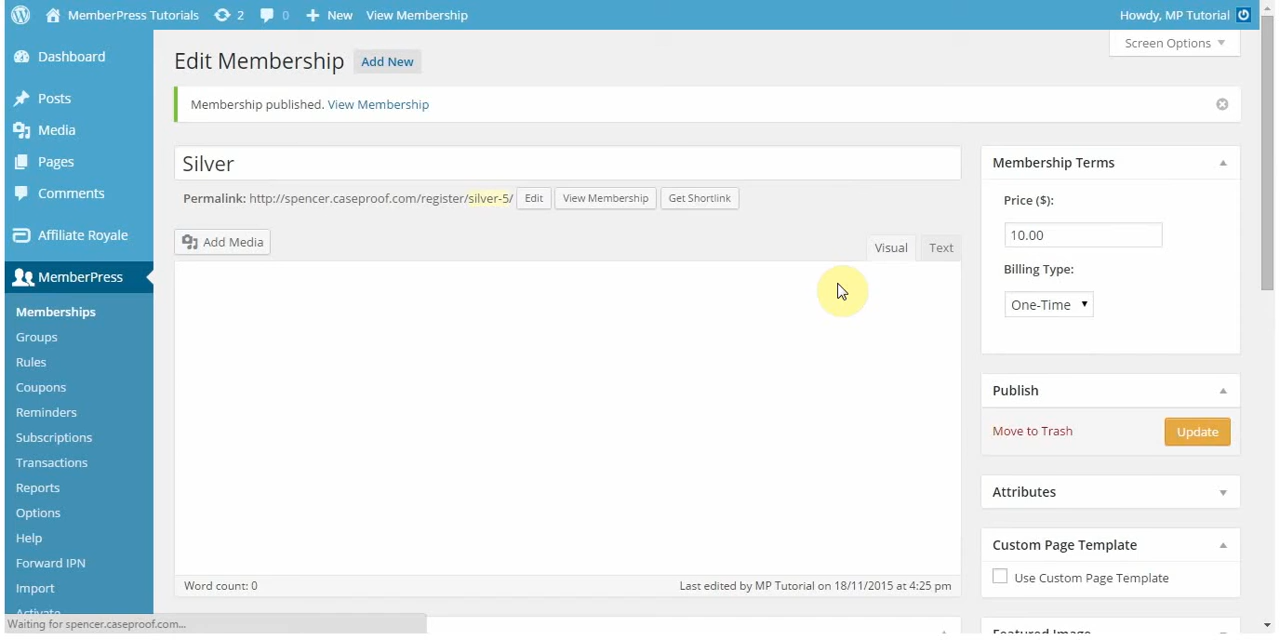 MemberPress Tutorials 2 0 New View Membership Howdy, MP Tutorial
Screen Options
Dashboard
Posts
Media
Pages
Comments
Affiliate Royale
MemberPress
Memberships
Groups
Rules
Coupons
Reminders
Subscriptions
Transactions
Reports
Options
Help
Forward IPN
Import
Activate
Edit Membership Add New
Membership published. View Membership
Silver
Permalink: http://spencer.caseproof.com/register/silver-5/ Edit View Membership Get Shortlink
Add Media Visual Text
Word count: 0 Last edited by MP Tutorial on 18/11/2015 at 4:25 pm
Membership Terms
Price ($):
10.00
Billing Type:
One-Time
Publish
Move to Trash Update
Attributes
Custom Page Template
Use Custom Page Template
Featured Image
Waiting for spencer.caseproof.com...